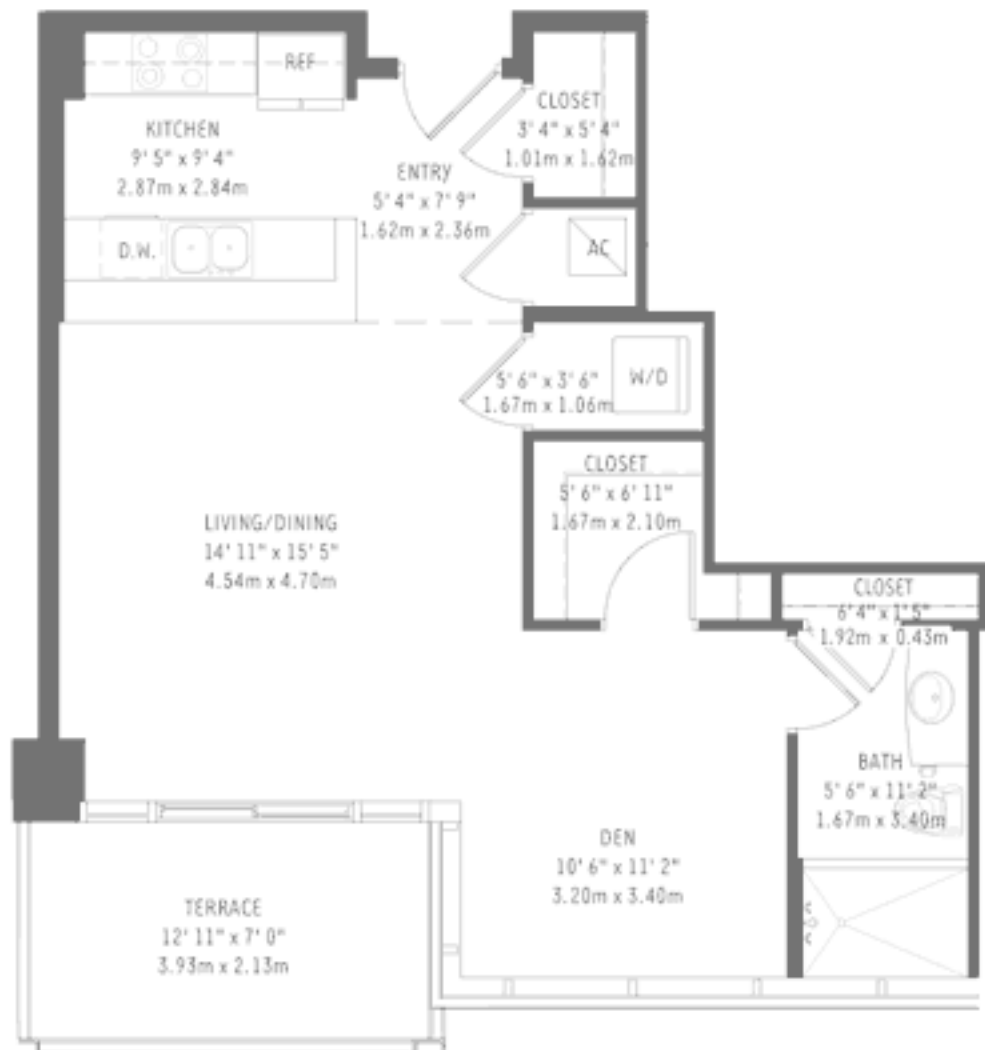 REF
KITCHEN
9' 5" x 9' 4"
2.87m x 2.84m
CLOSET
3' 4" x 5' 4"
1.01m x 1.62m
ENTRY
5' 4" x 7' 9"
1.62m x 2.36m
D.W.
AC
5' 6" x 3' 6"
1.67m x 1.06m
W/D
CLOSET
5' 6" x 6' 11"
1.67m x 2.10m
LIVING/DINING
14' 11" x 15' 5"
4.54m x 4.70m
CLOSET
6' 4" x 1' 5"
1.92m x 0.43m
BATH
5' 6" x 11' 2"
1.67m x 3.40m
DEN
10' 6" x 11' 2"
3.20m x 3.40m
TERRACE
12' 11" x 7' 0"
3.93m x 2.13m